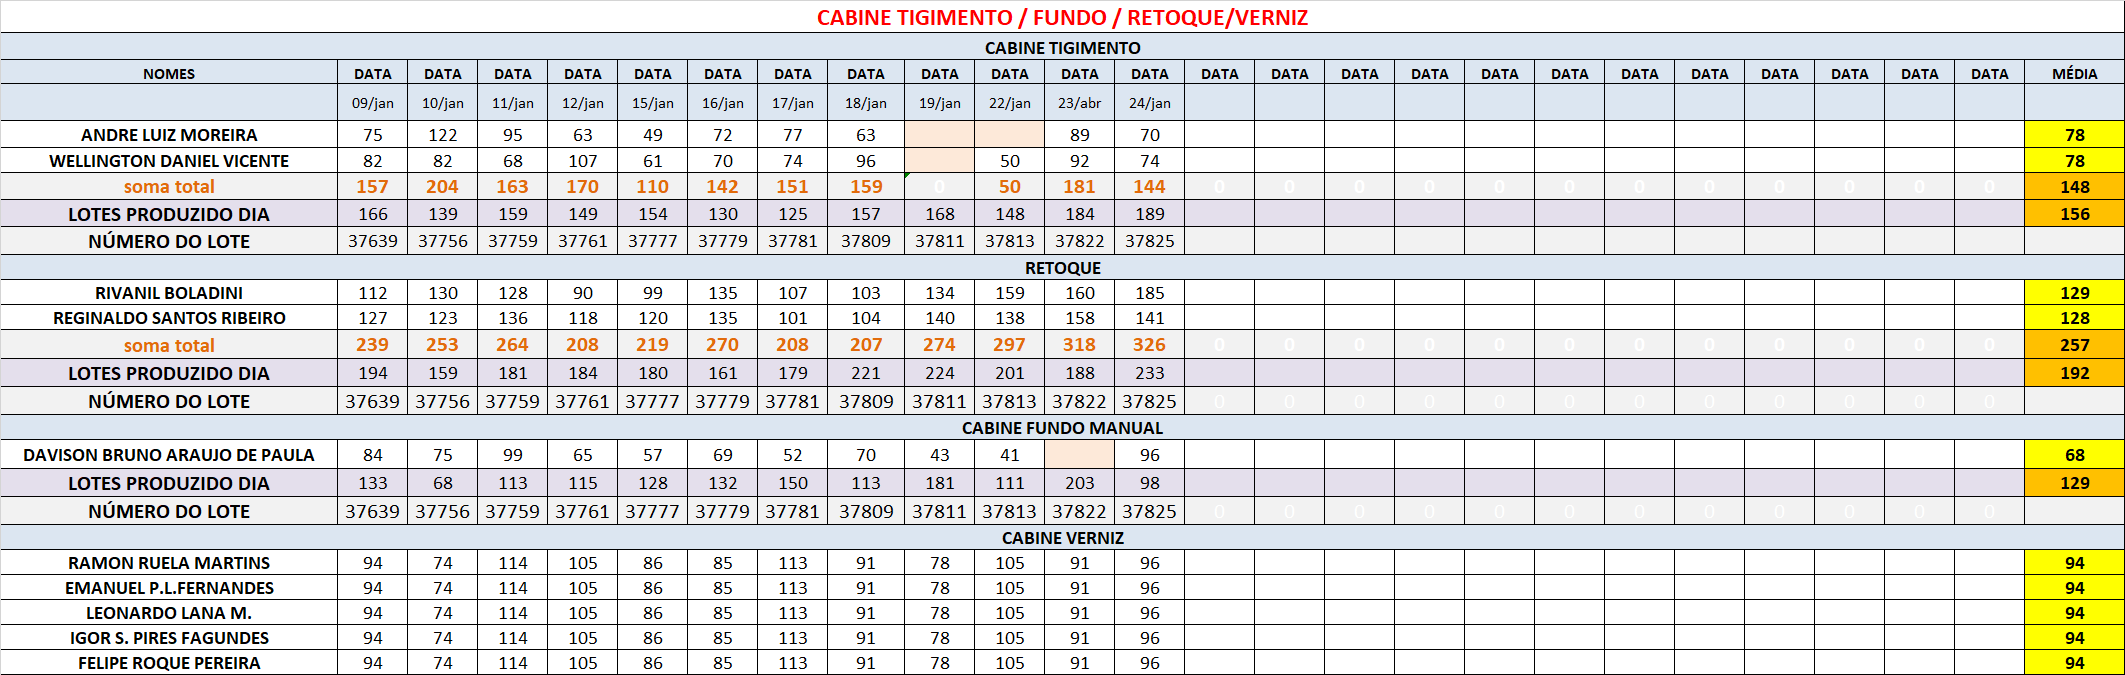 CABINE TIGIMENTO / FUNDO / RETOQUE/VERNIZ
CABINE TIGIMENTO
NOMES DATA DATA DATA DATA DATA DATA DATA DATA DATA DATA DATA DATA DATA DATA DATA DATA DATA DATA DATA DATA DATA DATA DATA DATA MÉDIA
09/jan 10/jan 11/jan 12/jan 15/jan 16/jan 17/jan 18/jan 19/jan 22/jan 23/abr 24/jan
ANDRE LUIZ MOREIRA 75 122 95 63 49 72 77 63 89 70 78
WELLINGTON DANIEL VICENTE 82 82 68 107 61 70 74 96 50 92 74 78
soma total 157 204 163 170 110 142 151 159 0 50 181 144 0 0 0 0 0 0 0 0 0 0 0 0 148
LOTES PRODUZIDO DIA 166 139 159 149 154 130 125 157 168 148 184 189 156
NÚMERO DO LOTE 37639 37756 37759 37761 37777 37779 37781 37809 37811 37813 37822 37825
RETOQUE
RIVANIL BOLADINI 112 130 128 90 99 135 107 103 134 159 160 185 129
REGINALDO SANTOS RIBEIRO 127 123 136 118 120 135 101 104 140 138 158 141 128
soma total 239 253 264 208 219 270 208 207 274 297 318 326 0 0 0 0 0 0 0 0 0 0 0 0 257
LOTES PRODUZIDO DIA 194 159 181 184 180 161 179 221 224 201 188 233 192
NÚMERO DO LOTE 37639 37756 37759 37761 37777 37779 37781 37809 37811 37813 37822 37825 0 0 0 0 0 0 0 0 0 0 0 0
CABINE FUNDO MANUAL
DAVISON BRUNO ARAUJO DE PAULA 84 75 99 65 57 69 52 70 43 41 96 68
LOTES PRODUZIDO DIA 133 68 113 115 128 132 150 113 181 111 203 98 129
NÚMERO DO LOTE 37639 37756 37759 37761 37777 37779 37781 37809 37811 37813 37822 37825 0 0 0 0 0 0 0 0 0 0 0 0
CABINE VERNIZ
RAMON RUELA MARTINS 94 74 114 105 86 85 113 91 78 105 91 96 94
EMANUEL P.L.FERNANDES 94 74 114 105 86 85 113 91 78 105 91 96 94
LEONARDO LANA M. 94 74 114 105 86 85 113 91 78 105 91 96 94
IGOR S. PIRES FAGUNDES 94 74 114 105 86 85 113 91 78 105 91 96 94
FELIPE ROQUE PEREIRA 94 74 114 105 86 85 113 91 78 105 91 96 94